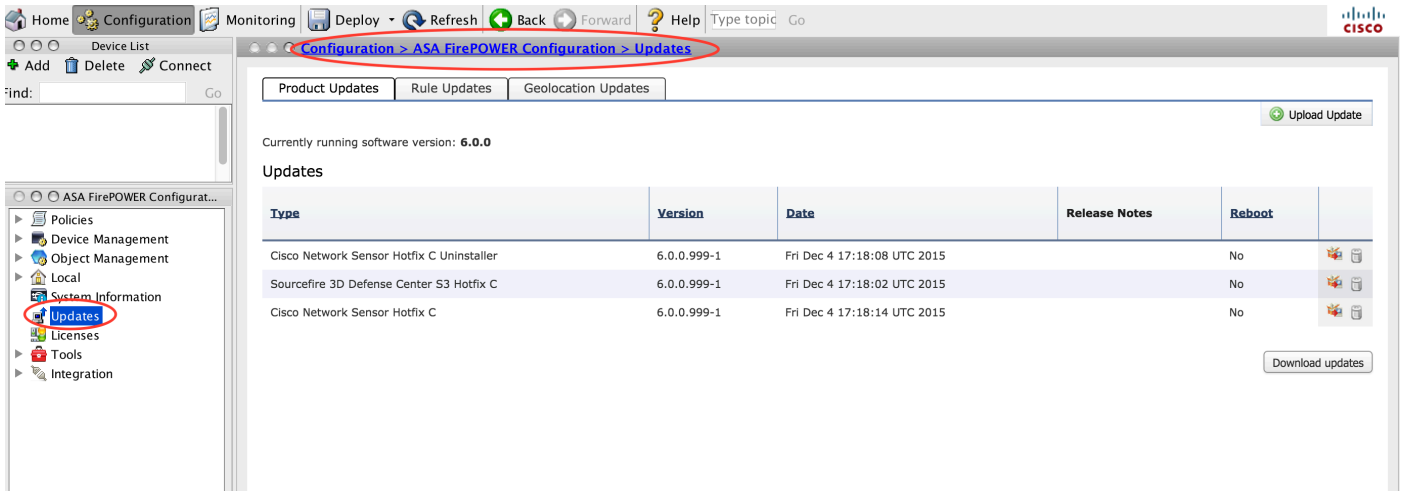 Home Configuration Monitoring Deploy Refresh Back Forward Help Type topic Go
CISCO
Device List
Configuration > ASA FirePOWER Configuration > Updates
Add Delete Connect
Find: Go
Product Updates Rule Updates Geolocation Updates
Upload Update
Currently running software version: 6.0.0
Updates
ASA FirePOWER Configurat...
Policies
Device Management
Object Management
Local
System Information
Updates
Licenses
Tools
Integration
Type Version Date Release Notes Reboot
Cisco Network Sensor Hotfix C Uninstaller 6.0.0.999-1 Fri Dec 4 17:18:08 UTC 2015 No
Sourcefire 3D Defense Center S3 Hotfix C 6.0.0.999-1 Fri Dec 4 17:18:02 UTC 2015 No
Cisco Network Sensor Hotfix C 6.0.0.999-1 Fri Dec 4 17:18:14 UTC 2015 No
Download updates